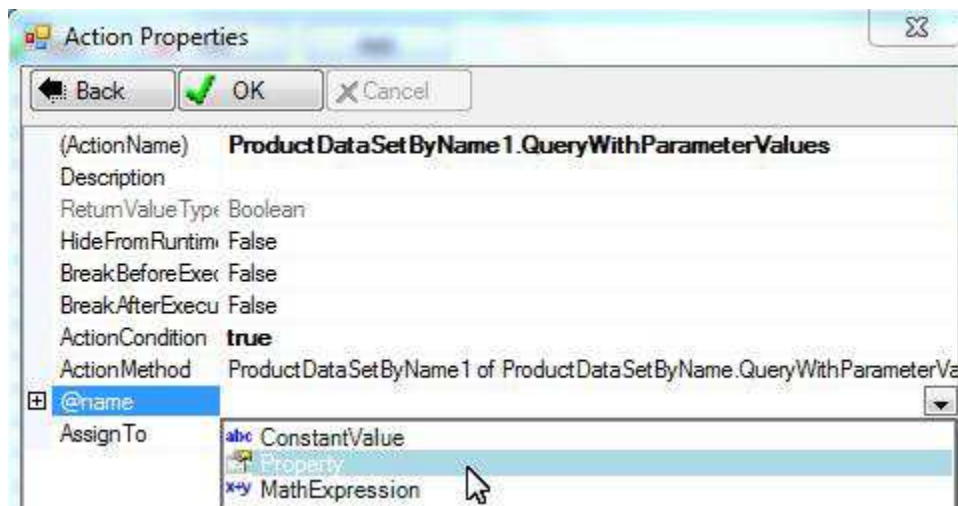 Action Properties
Back OK Cancel
(ActionName) ProductDataSetByName1.QueryWithParameterValues
Description
ReturnValueType Boolean
HideFromRuntim False
BreakBeforeExec False
BreakAfterExecu False
ActionCondition true
ActionMethod ProductDataSetByName1 of ProductDataSetByName.QueryWithParameterVa
@name
AssignTo
abc ConstantValue
Property
x+y MathExpression